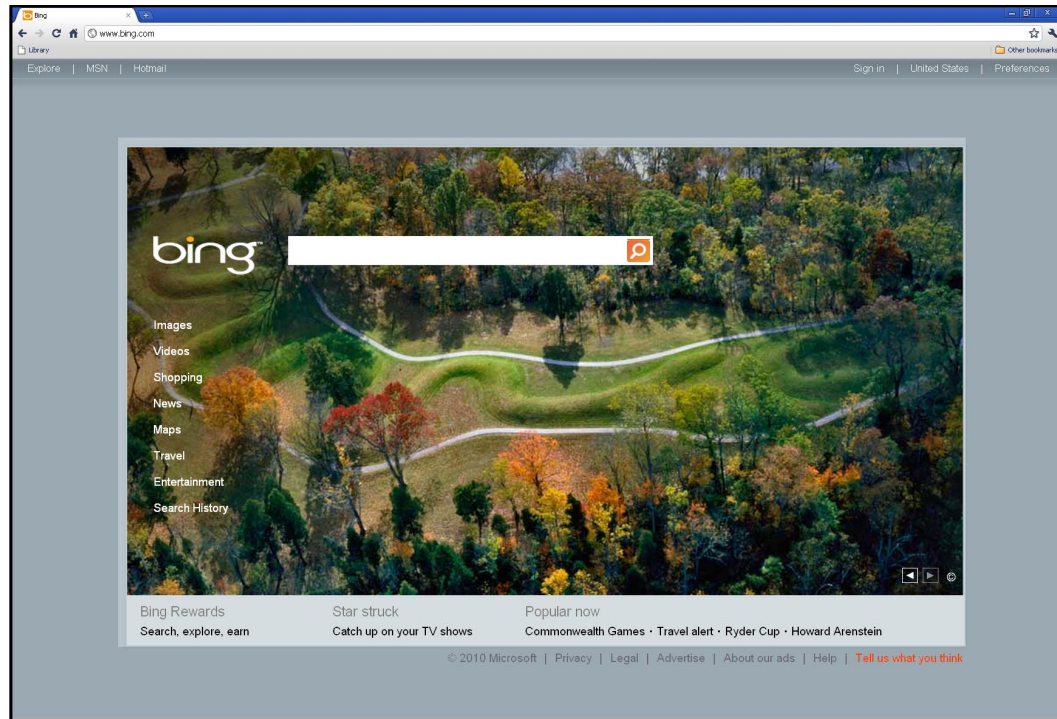 Bing
www.bing.com
Library
Other bookmarks
Explore | MSN | Hotmail
Sign in | United States | Preferences
bing™
Images
Videos
Shopping
News
Maps
Travel
Entertainment
Search History
©
Bing Rewards
Search, explore, earn
Star struck
Catch up on your TV shows
Popular now
Commonwealth Games · Travel alert · Ryder Cup · Howard Arenstein
© 2010 Microsoft | Privacy | Legal | Advertise | About our ads | Help | Tell us what you think